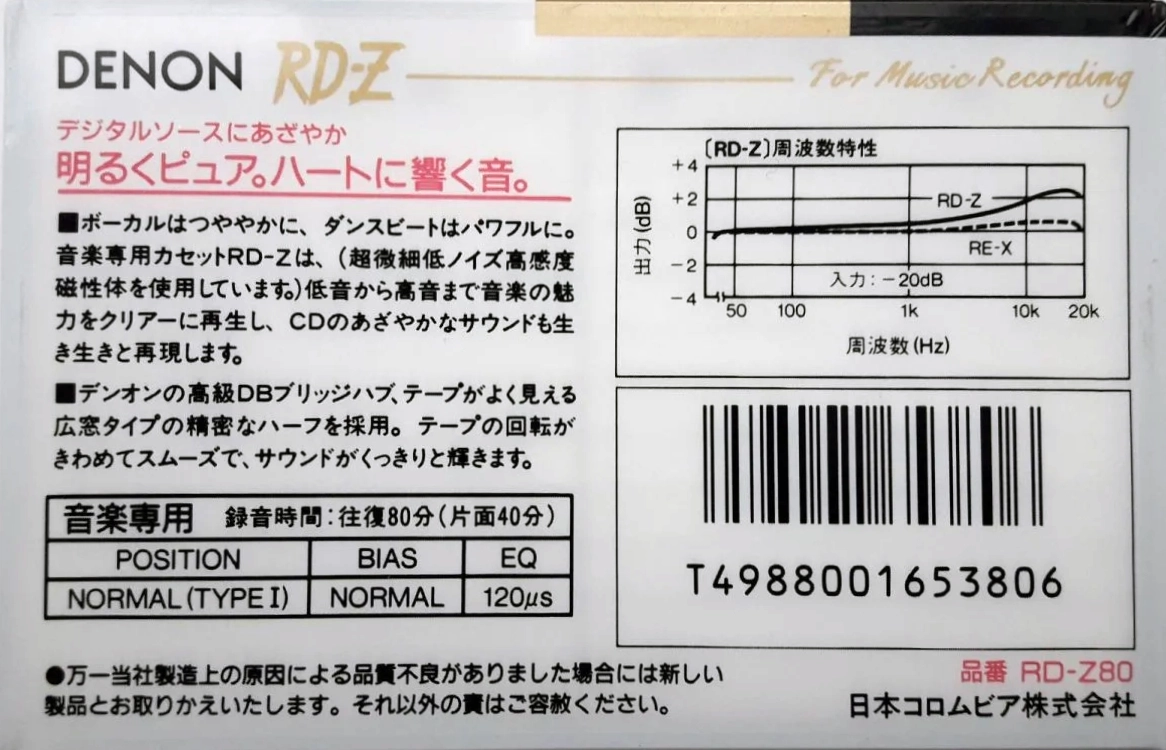 DENON RD-Z For Music Recording
デジタルソースにあざやか
明るくピュア。ハートに響く音。
■ボーカルはつややかに、ダンスビートはパワフルに。
音楽専用カセットRD-Zは、(超微細低ノイズ高感度
磁性体を使用しています。)低音から高音まで音楽の魅
力をクリアーに再生し、CDのあざやかなサウンドも生
き生きと再現します。
■デンオンの高級DBブリッジハブ、テープがよく見える
広窓タイプの精密なハーフを採用。テープの回転が
きわめてスムーズで、サウンドがくっきりと輝きます。
音楽専用 録音時間:往復80分(片面40分)
POSITION BIAS EQ
NORMAL(TYPE I) NORMAL 120μs
〔RD-Z〕周波数特性
出力(dB)
+4
+2
0
-2
-4
RD-Z
RE-X
入力:-20dB
50 100 1k 10k 20k
周波数(Hz)
T4988001653806
●万一当社製造上の原因による品質不良がありました場合には新しい
製品とお取りかえいたします。それ以外の責はご容赦ください。
品番 RD-Z80
日本コロムビア株式会社